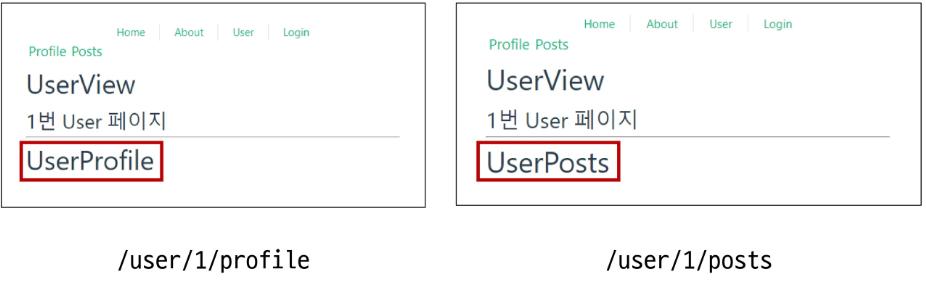 Home About User Login
Profile Posts
UserView
1번 User 페이지
UserProfile
/user/1/profile
Home About User Login
Profile Posts
UserView
1번 User 페이지
UserPosts
/user/1/posts